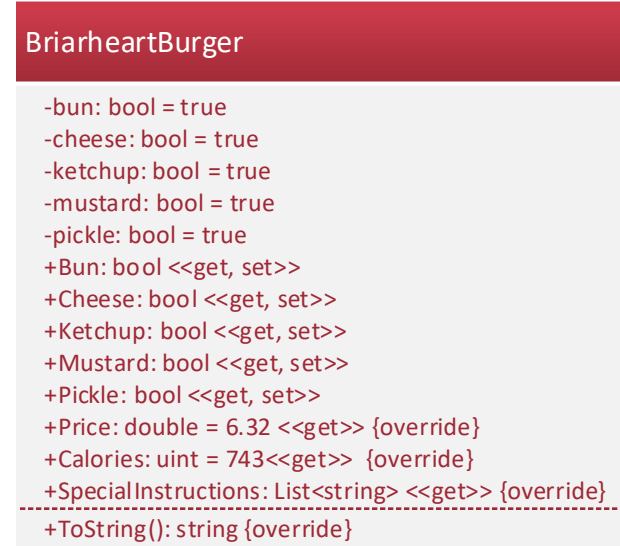 BriarheartBurger
-bun: bool = true
-cheese: bool = true
-ketchup: bool = true
-mustard: bool = true
-pickle: bool = true
+Bun: bool <<get, set>>
+Cheese: bool <<get, set>>
+Ketchup: bool <<get, set>>
+Mustard: bool <<get, set>>
+Pickle: bool <<get, set>>
+Price: double = 6.32 <<get>> {override}
+Calories: uint = 743<<get>> {override}
+SpecialInstructions: List<string> <<get>> {override}
+ToString(): string {override}